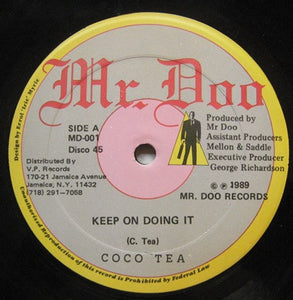 Design by Errol 'Irie' Myrie
Mr. Doo
SIDE A
MD-001
Disco 45
Distributed By
V.P. Records
170-21 Jamaica Avenue
Jamaica, N.Y. 11432
(718) 291-7058
Produced by
Mr Doo
Assistant Producers
Mellon & Saddle
Executive Producer
George Richardson
© ℗ 1989
MR. DOO RECORDS
KEEP ON DOING IT
(C. Tea)
COCO TEA
Unauthorized Reproduction of this record is Prohibited by Federal Law